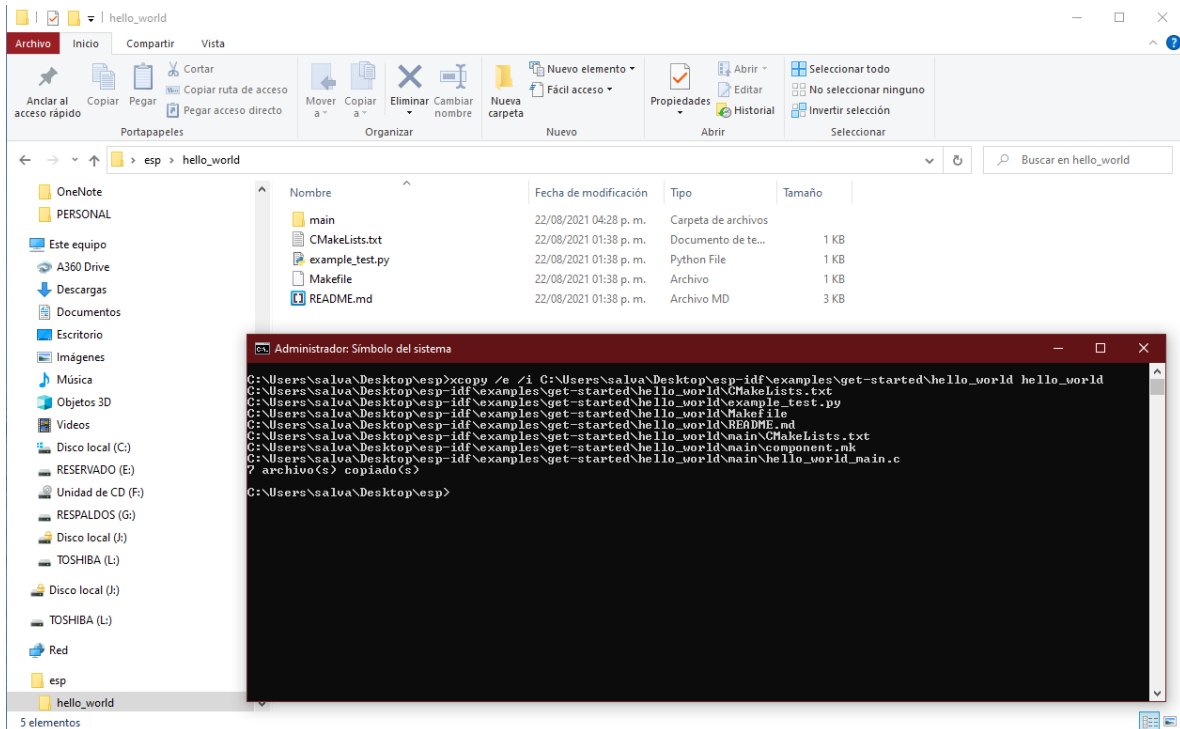 hello_world
Archivo Inicio Compartir Vista
Anclar al acceso rápido
Copiar
Pegar
Cortar
Copiar ruta de acceso
Pegar acceso directo
Portapapeles
Mover a
Copiar a
Eliminar
Cambiar nombre
Organizar
Nueva carpeta
Nuevo elemento
Fácil acceso
Nuevo
Propiedades
Abrir
Editar
Historial
Abrir
Seleccionar todo
No seleccionar ninguno
Invertir selección
Seleccionar
esp > hello_world
Buscar en hello_world
OneNote
PERSONAL
Este equipo
A360 Drive
Descargas
Documentos
Escritorio
Imágenes
Música
Objetos 3D
Videos
Disco local (C:)
RESERVADO (E:)
Unidad de CD (F:)
RESPALDOS (G:)
Disco local (J:)
TOSHIBA (L:)
Disco local (J:)
TOSHIBA (L:)
Red
esp
hello_world
5 elementos
Nombre Fecha de modificación Tipo Tamaño
main 22/08/2021 04:28 p. m. Carpeta de archivos
CMakeLists.txt 22/08/2021 01:38 p. m. Documento de te... 1 KB
example_test.py 22/08/2021 01:38 p. m. Python File 1 KB
Makefile 22/08/2021 01:38 p. m. Archivo 1 KB
README.md 22/08/2021 01:38 p. m. Archivo MD 3 KB
Administrador: Símbolo del sistema
C:\Users\salva\Desktop\esp>xcopy /e /i C:\Users\salva\Desktop\esp-idf\examples\get-started\hello_world hello_world
C:\Users\salva\Desktop\esp-idf\examples\get-started\hello_world\CMakeLists.txt
C:\Users\salva\Desktop\esp-idf\examples\get-started\hello_world\example_test.py
C:\Users\salva\Desktop\esp-idf\examples\get-started\hello_world\Makefile
C:\Users\salva\Desktop\esp-idf\examples\get-started\hello_world\README.md
C:\Users\salva\Desktop\esp-idf\examples\get-started\hello_world\main\CMakeLists.txt
C:\Users\salva\Desktop\esp-idf\examples\get-started\hello_world\main\component.mk
C:\Users\salva\Desktop\esp-idf\examples\get-started\hello_world\main\hello_world_main.c
7 archivo(s) copiado(s)
C:\Users\salva\Desktop\esp>